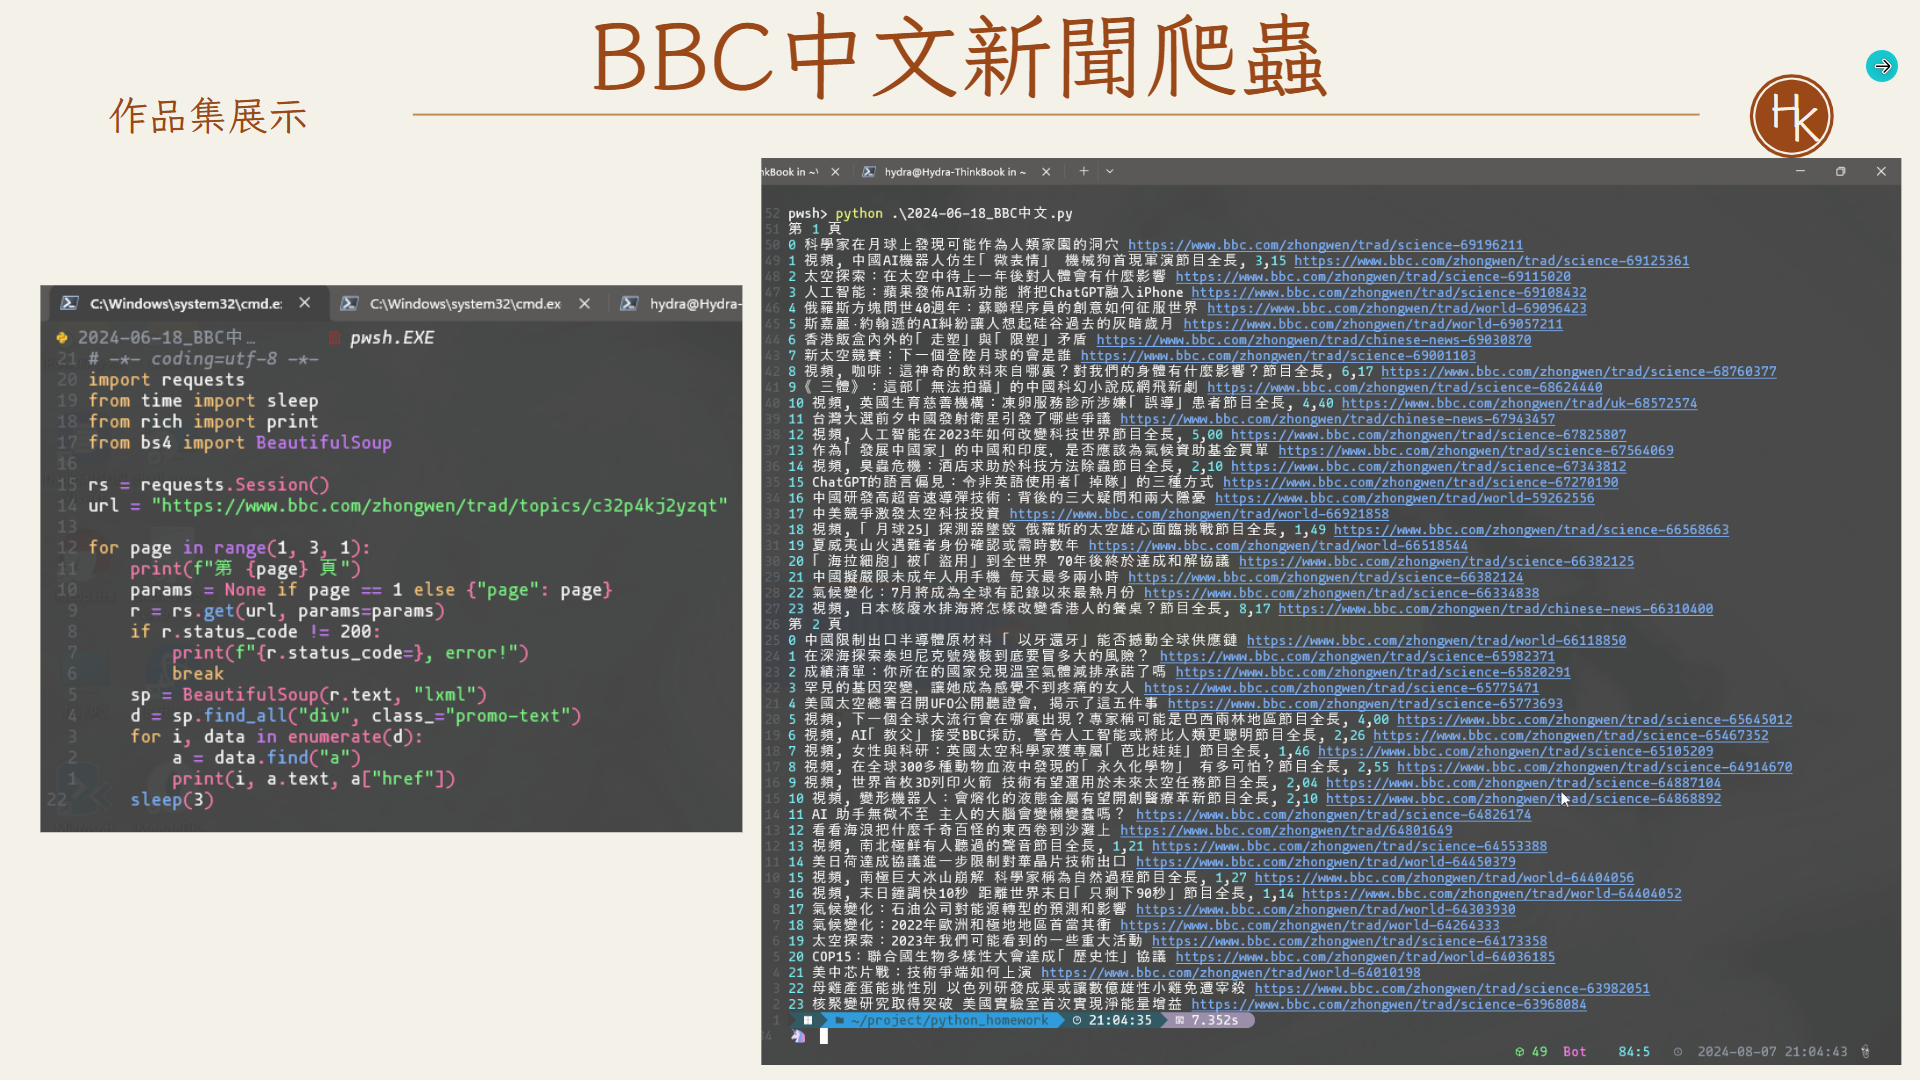 BBC中文新聞爬蟲
作品集展示
HK
C:\Windows\system32\cmd.e: C:\Windows\system32\cmd.ex hydra@Hydra-
2024-06-18_BBC中… pwsh.EXE
21 # -*- coding=utf-8 -*-
20 import requests
19 from time import sleep
18 from rich import print
17 from bs4 import BeautifulSoup
16
15 rs = requests.Session()
14 url = "https://www.bbc.com/zhongwen/trad/topics/c32p4kj2yzqt"
13
12 for page in range(1, 3, 1):
11 print(f"第 {page} 頁")
10 params = None if page == 1 else {"page": page}
9 r = rs.get(url, params=params)
8 if r.status_code != 200:
7 print(f"{r.status_code=}, error!")
6 break
5 sp = BeautifulSoup(r.text, "lxml")
4 d = sp.find_all("div", class_="promo-text")
3 for i, data in enumerate(d):
2 a = data.find("a")
1 print(i, a.text, a["href"])
22 sleep(3)
nkBook in ~\ hydra@Hydra-ThinkBook in ~
52 pwsh> python .\2024-06-18_BBC中文.py
51 第 1 頁
50 0 科學家在月球上發現可能作為人類家園的洞穴 https://www.bbc.com/zhongwen/trad/science-69196211
49 1 視頻, 中國AI機器人仿生「微表情」 機械狗首現軍演節目全長, 3,15 https://www.bbc.com/zhongwen/trad/science-69125361
48 2 太空探索：在太空中待上一年後對人體會有什麼影響 https://www.bbc.com/zhongwen/trad/science-69115020
47 3 人工智能：蘋果發佈AI新功能 將把ChatGPT融入iPhone https://www.bbc.com/zhongwen/trad/science-69108432
46 4 俄羅斯方塊問世40週年：蘇聯程序員的創意如何征服世界 https://www.bbc.com/zhongwen/trad/world-69096423
45 5 斯嘉麗·約翰遜的AI糾紛讓人想起硅谷過去的灰暗歲月 https://www.bbc.com/zhongwen/trad/world-69057211
44 6 香港飯盒內外的「走塑」與「限塑」矛盾 https://www.bbc.com/zhongwen/trad/chinese-news-69030870
43 7 新太空競賽：下一個登陸月球的會是誰 https://www.bbc.com/zhongwen/trad/science-69001103
42 8 視頻, 咖啡：這神奇的飲料來自哪裏？對我們的身體有什麼影響？節目全長, 6,17 https://www.bbc.com/zhongwen/trad/science-68760377
41 9《三體》：這部「無法拍攝」的中國科幻小說成網飛新劇 https://www.bbc.com/zhongwen/trad/science-68624440
40 10 視頻, 英國生育慈善機構：凍卵服務診所涉嫌「誤導」患者節目全長, 4,40 https://www.bbc.com/zhongwen/trad/uk-68572574
39 11 台灣大選前夕中國發射衛星引發了哪些爭議 https://www.bbc.com/zhongwen/trad/chinese-news-67943457
38 12 視頻, 人工智能在2023年如何改變科技世界節目全長, 5,00 https://www.bbc.com/zhongwen/trad/science-67825807
37 13 作為「發展中國家」的中國和印度，是否應該為氣候資助基金買單 https://www.bbc.com/zhongwen/trad/science-67564069
36 14 視頻, 臭蟲危機：酒店求助於科技方法除蟲節目全長, 2,10 https://www.bbc.com/zhongwen/trad/science-67343812
35 15 ChatGPT的語言偏見：令非英語使用者「掉隊」的三種方式 https://www.bbc.com/zhongwen/trad/science-67270190
34 16 中國研發高超音速導彈技術：背後的三大疑問和兩大隱憂 https://www.bbc.com/zhongwen/trad/world-59262556
33 17 中美競爭激發太空科技投資 https://www.bbc.com/zhongwen/trad/world-66921858
32 18 視頻,「月球25」探測器墜毀 俄羅斯的太空雄心面臨挑戰節目全長, 1,49 https://www.bbc.com/zhongwen/trad/science-66568663
31 19 夏威夷山火遇難者身份確認或需時數年 https://www.bbc.com/zhongwen/trad/world-66518544
30 20 「海拉細胞」被「盜用」到全世界 70年後終於達成和解協議 https://www.bbc.com/zhongwen/trad/science-66382125
29 21 中國擬嚴限未成年人用手機 每天最多兩小時 https://www.bbc.com/zhongwen/trad/science-66382124
28 22 氣候變化：7月將成為全球有記錄以來最熱月份 https://www.bbc.com/zhongwen/trad/science-66334838
27 23 視頻, 日本核廢水排海將怎樣改變香港人的餐桌？節目全長, 8,17 https://www.bbc.com/zhongwen/trad/chinese-news-66310400
26 第 2 頁
25 0 中國限制出口半導體原材料 「以牙還牙」能否撼動全球供應鏈 https://www.bbc.com/zhongwen/trad/world-66118850
24 1 在深海探索泰坦尼克號殘骸到底要冒多大的風險？ https://www.bbc.com/zhongwen/trad/science-65982371
23 2 成績清單：你所在的國家兌現溫室氣體減排承諾了嗎 https://www.bbc.com/zhongwen/trad/science-65820291
22 3 罕見的基因突變，讓她成為感覺不到疼痛的女人 https://www.bbc.com/zhongwen/trad/science-65775471
21 4 美國太空總署召開UFO公開聽證會，揭示了這五件事 https://www.bbc.com/zhongwen/trad/science-65773693
20 5 視頻, 下一個全球大流行會在哪裏出現？專家稱可能是巴西雨林地區節目全長, 4,00 https://www.bbc.com/zhongwen/trad/science-65645012
19 6 視頻, AI「教父」接受BBC採訪，警告人工智能或將比人類更聰明節目全長, 2,26 https://www.bbc.com/zhongwen/trad/science-65467352
18 7 視頻, 女性與科研：英國太空科學家獲專屬「芭比娃娃」節目全長, 1,46 https://www.bbc.com/zhongwen/trad/science-65105209
17 8 視頻, 在全球300多種動物血液中發現的「永久化學物」 有多可怕？節目全長, 2,55 https://www.bbc.com/zhongwen/trad/science-64914670
16 9 視頻, 世界首枚3D列印火箭 技術有望運用於未來太空任務節目全長, 2,04 https://www.bbc.com/zhongwen/trad/science-64887104
15 10 視頻, 變形機器人：會熔化的液態金屬有望開創醫療革新節目全長, 2,10 https://www.bbc.com/zhongwen/trad/science-64868892
14 11 AI 助手無微不至 主人的大腦會變懶變蠢嗎？ https://www.bbc.com/zhongwen/trad/science-64826174
13 12 看看海浪把什麼千奇百怪的東西卷到沙灘上 https://www.bbc.com/zhongwen/trad/64801649
12 13 視頻, 南北極鮮有人聽過的聲音節目全長, 1,21 https://www.bbc.com/zhongwen/trad/science-64553388
11 14 美日荷達成協議進一步限制對華晶片技術出口 https://www.bbc.com/zhongwen/trad/world-64450379
10 15 視頻, 南極巨大冰山崩解 科學家稱為自然過程節目全長, 1,27 https://www.bbc.com/zhongwen/trad/world-64404056
9 16 視頻, 末日鐘調快10秒 距離世界末日「只剩下90秒」節目全長, 1,14 https://www.bbc.com/zhongwen/trad/world-64404052
8 17 氣候變化：石油公司對能源轉型的預測和影響 https://www.bbc.com/zhongwen/trad/world-64303930
7 18 氣候變化：2022年歐洲和極地地區首當其衝 https://www.bbc.com/zhongwen/trad/world-64264333
6 19 太空探索：2023年我們可能看到的一些重大活動 https://www.bbc.com/zhongwen/trad/science-64173358
5 20 COP15：聯合國生物多樣性大會達成「歷史性」協議 https://www.bbc.com/zhongwen/trad/science-64036185
4 21 美中芯片戰：技術爭端如何上演 https://www.bbc.com/zhongwen/trad/world-64010198
3 22 母雞產蛋能挑性別 以色列研發成果或讓數億雄性小雞免遭宰殺 https://www.bbc.com/zhongwen/trad/science-63982051
2 23 核聚變研究取得突破 美國實驗室首次實現淨能量增益 https://www.bbc.com/zhongwen/trad/science-63968084
1 ~/project/python_homework 21:04:35 7.352s
84
49 Bot 84:5 2024-08-07 21:04:43